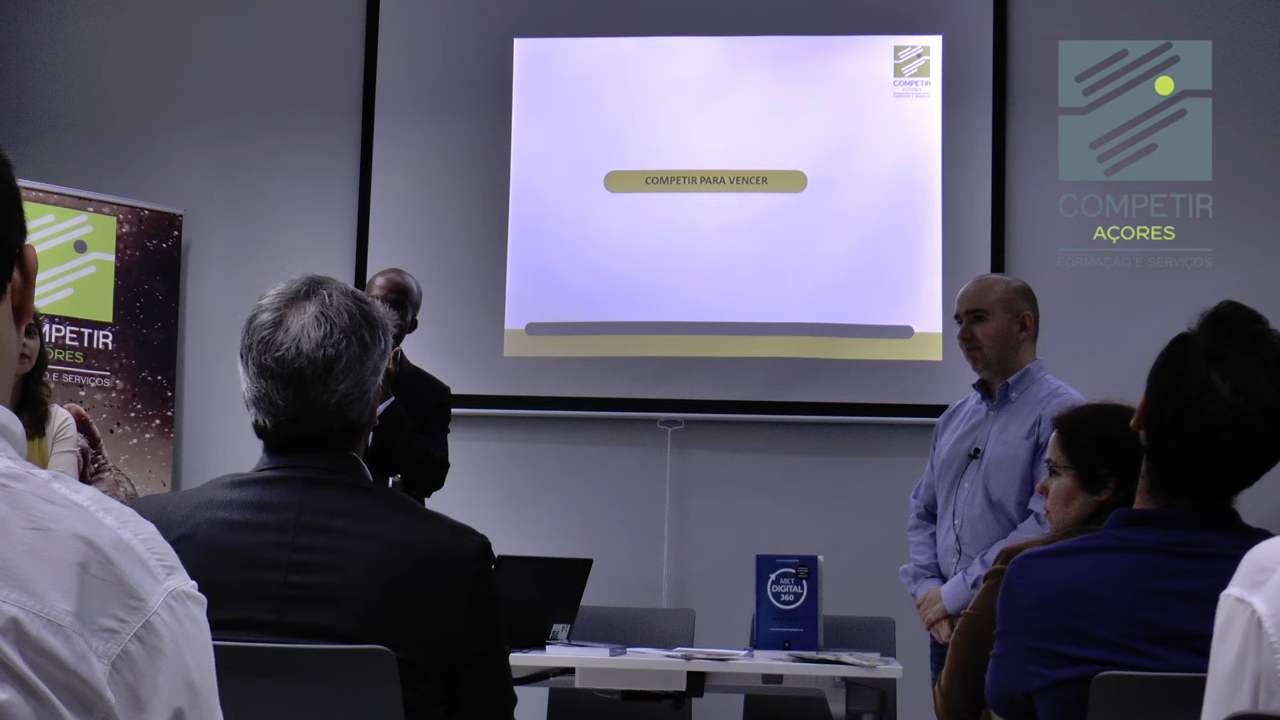 COMPETIR PARA VENCER
COMPETIR
AÇORES
COMPETIR
AÇORES
FORMAÇÃO E SERVIÇOS
MPETIR
ORES
O E SERVIÇOS
MKT
DIGITAL
360